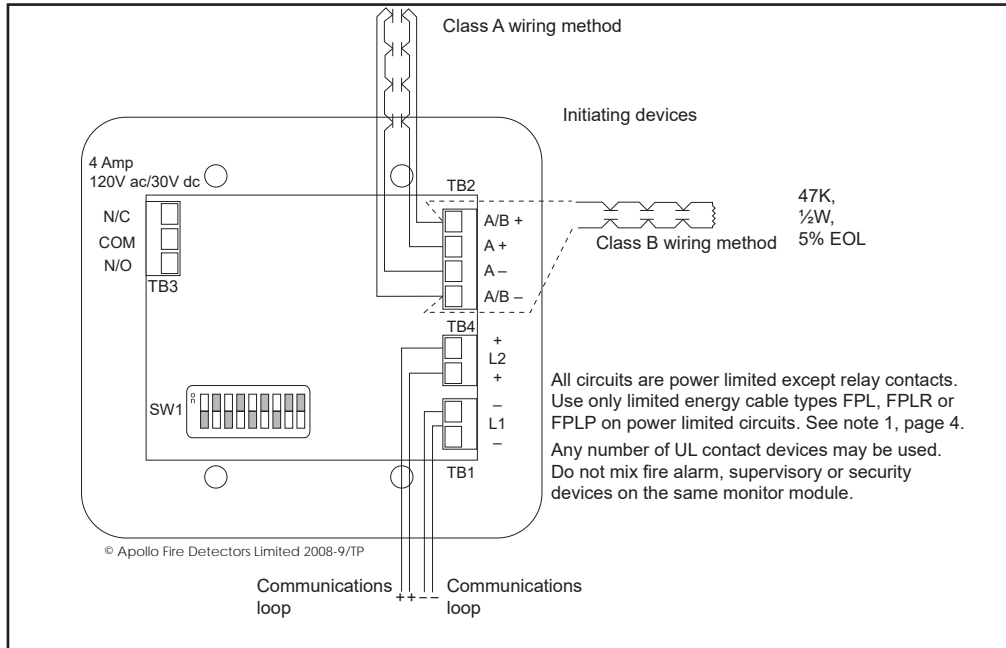 Class A wiring method
Initiating devices
4 Amp
120V ac/30V dc
N/C
COM
N/O
TB3
TB2
A/B +
A +
A –
A/B –
47K,
½W,
5% EOL
Class B wiring method
TB4
+
L2
+
–
L1
–
TB1
SW1
on
All circuits are power limited except relay contacts.
Use only limited energy cable types FPL, FPLR or
FPLP on power limited circuits. See note 1, page 4.
Any number of UL contact devices may be used.
Do not mix fire alarm, supervisory or security
devices on the same monitor module.
© Apollo Fire Detectors Limited 2008-9/TP
Communications
loop
++––
Communications
loop